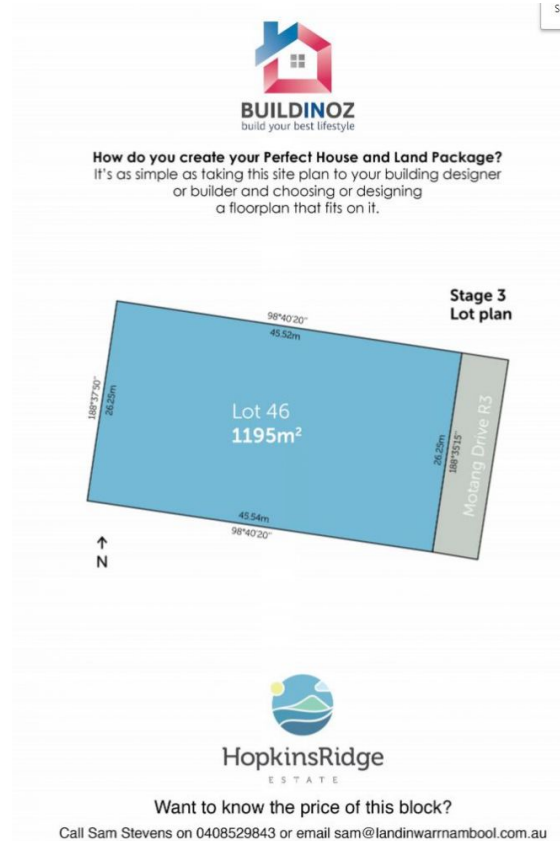 S
BUILDINOZ
build your best lifestyle
How do you create your Perfect House and Land Package?
It's as simple as taking this site plan to your building designer
or builder and choosing or designing
a floorplan that fits on it.
Stage 3
Lot plan
98°40'20"
45.52m
188°37'50"
26.25m
Lot 46
1195m²
26.25m
188°35'15"
Motang Drive R3
45.54m
98°40'20"
N
HopkinsRidge
ESTATE
Want to know the price of this block?
Call Sam Stevens on 0408529843 or email sam@landinwarrnambool.com.au